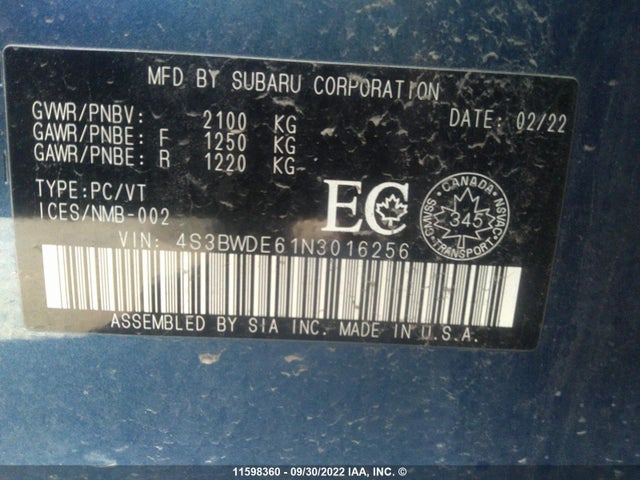 MFD BY SUBARU CORPORATION
GVWR/PNBV: 2100 KG DATE: 02/22
GAWR/PNBE: F 1250 KG
GAWR/PNBE: R 1220 KG
TYPE:PC/VT
ICES/NMB-002
EC
CANADA
NSVAC
345
TRANSPORT
SNMVAC
VIN: 4S3BWDE61N3016256
ASSEMBLED BY SIA INC. MADE IN U.S.A.
11598360 - 09/30/2022 IAA, INC. ©